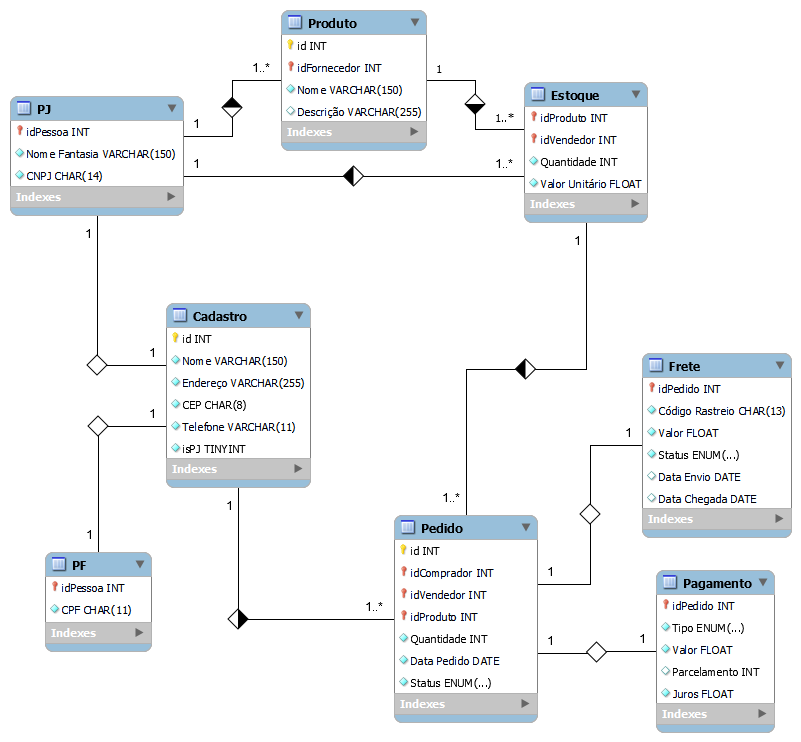 Produto
id INT
idFornecedor INT
Nome VARCHAR(150)
Descrição VARCHAR(255)
Indexes
1..*
1
1
1..*
PJ
idPessoa INT
Nome Fantasia VARCHAR(150)
CNPJ CHAR(14)
Indexes
1
1..*
1
Estoque
idProduto INT
idVendedor INT
Quantidade INT
Valor Unitário FLOAT
Indexes
1
Cadastro
id INT
Nome VARCHAR(150)
Endereço VARCHAR(255)
CEP CHAR(8)
Telefone VARCHAR(11)
isPJ TINYINT
Indexes
1
1
1
1
PF
idPessoa INT
CPF CHAR(11)
Indexes
1..*
1..*
Pedido
id INT
idComprador INT
idVendedor INT
idProduto INT
Quantidade INT
Data Pedido DATE
Status ENUM(...)
Indexes
1
1
Frete
idPedido INT
Código Rastreio CHAR(13)
Valor FLOAT
Status ENUM(...)
Data Envio DATE
Data Chegada DATE
Indexes
1
1
Pagamento
idPedido INT
Tipo ENUM(...)
Valor FLOAT
Parcelamento INT
Juros FLOAT
Indexes